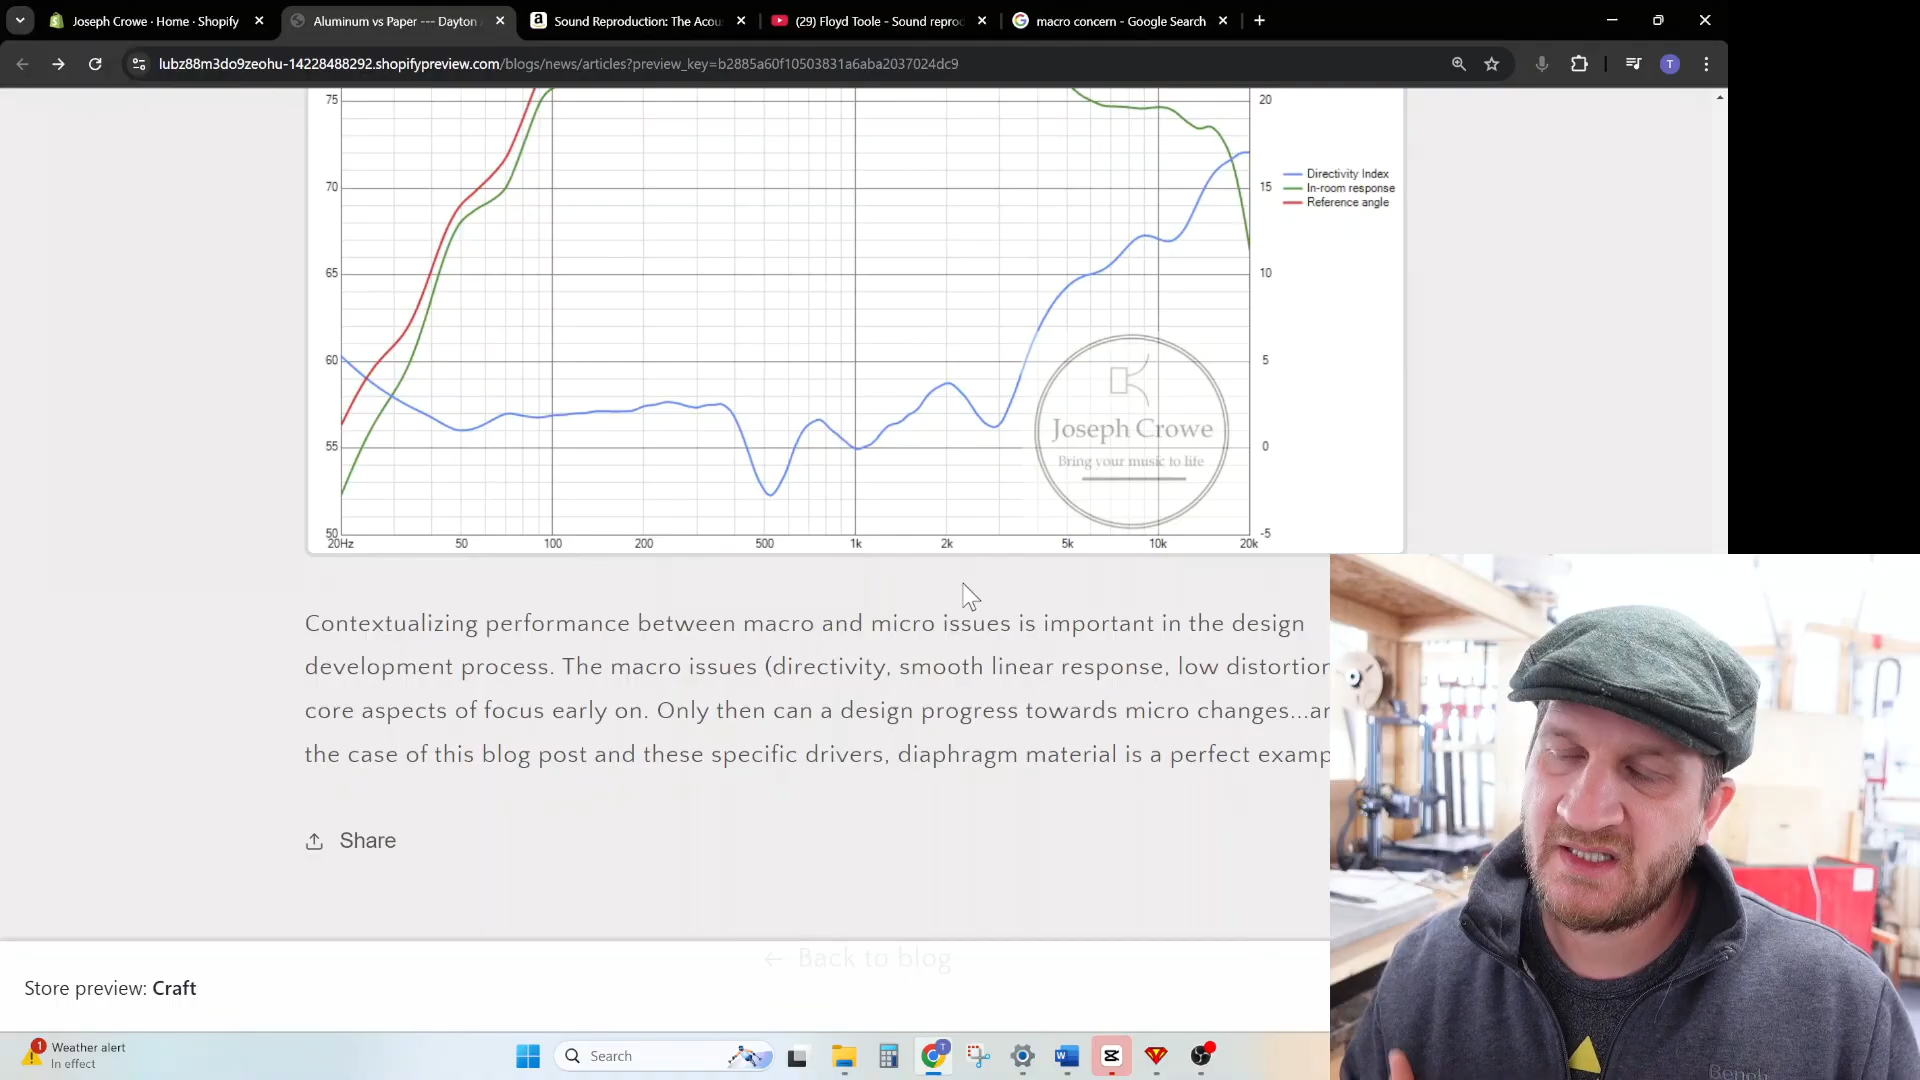 Joseph Crowe · Home · Shopify
Aluminum vs Paper --- Dayton
Sound Reproduction: The Acou
(29) Floyd Toole - Sound reprod
macro concern - Google Search
lubz88m3do9zeohu-14228488292.shopifypreview.com/blogs/news/articles?preview_key=b2885a60f10503831a6aba2037024dc9
T
75
20
Directivity Index
70
15
In-room response
Reference angle
65
10
60
5
Joseph Crowe
55
0
Bring your music to life
50
-5
20Hz 50 100 200 500 1k 2k 5k 10k 20k
Contextualizing performance between macro and micro issues is important in the design
development process. The macro issues (directivity, smooth linear response, low distortion
core aspects of focus early on. Only then can a design progress towards micro changes...ar
the case of this blog post and these specific drivers, diaphragm material is a perfect examp
Share
← Back to blog
Store preview: Craft
1
Weather alert
In effect
Search
T
Bench